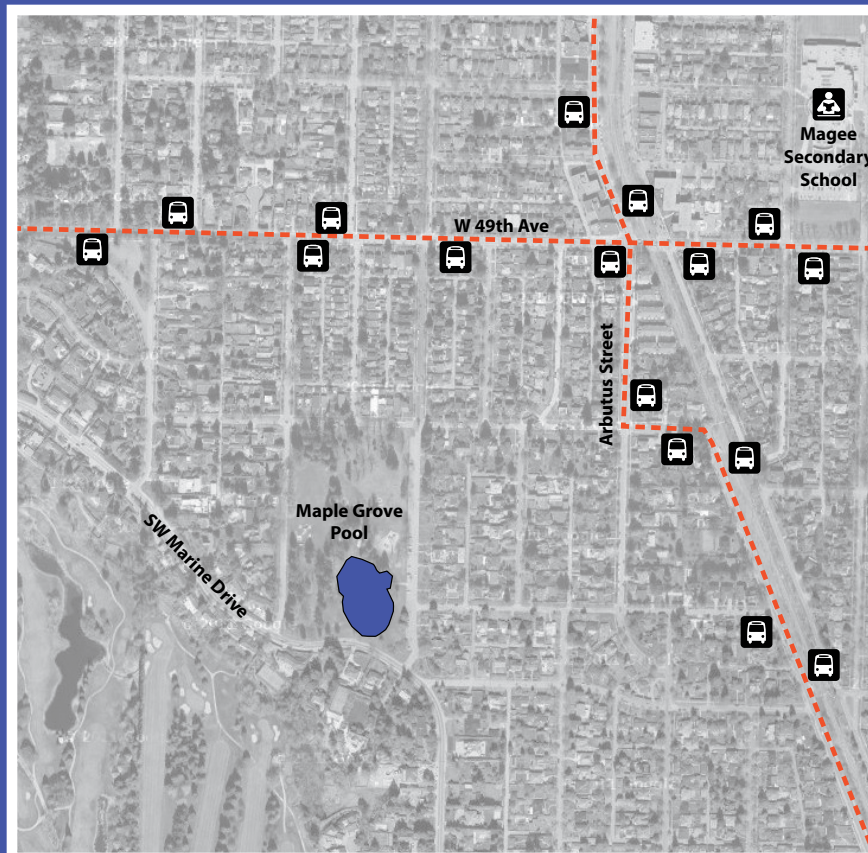 Magee
Secondary
School
W 49th Ave
Arbutus Street
Maple Grove
Pool
SW Marine Drive